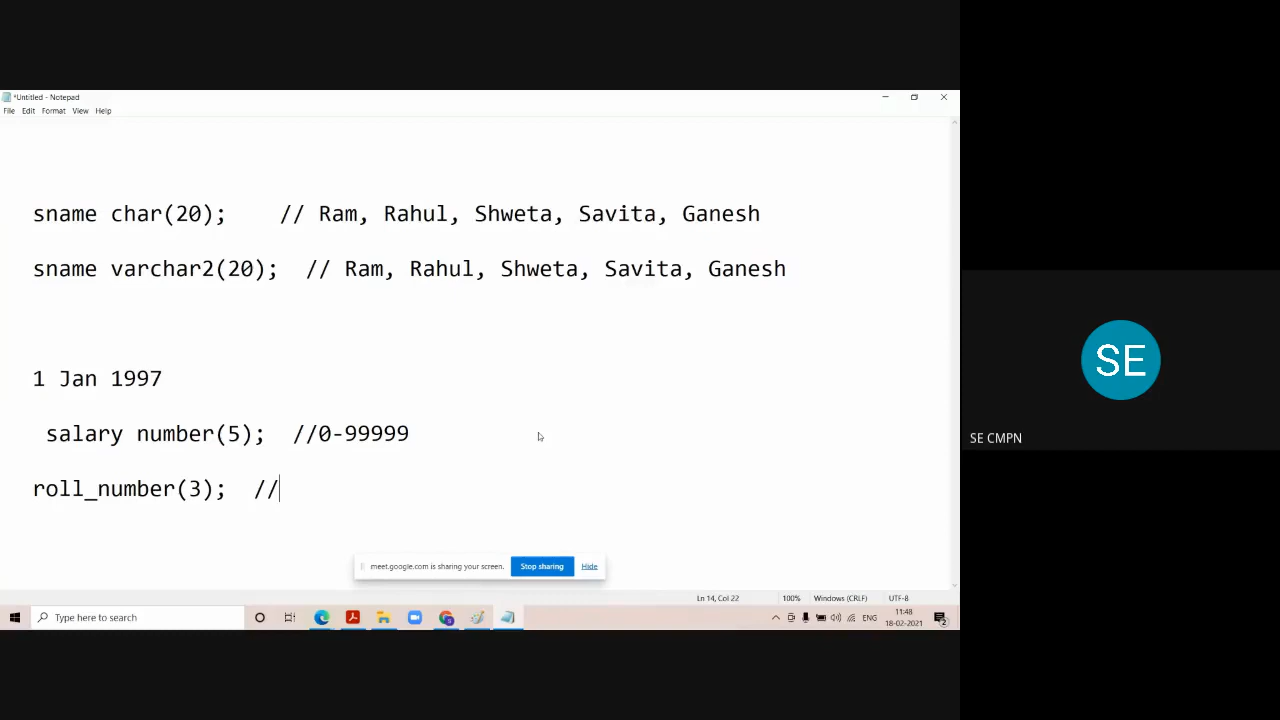 *Untitled - Notepad
File Edit Format View Help
sname char(20); // Ram, Rahul, Shweta, Savita, Ganesh
sname varchar2(20); // Ram, Rahul, Shweta, Savita, Ganesh
1 Jan 1997
salary number(5); //0-99999
roll_number(3); //
SE
SE CMPN
meet.google.com is sharing your screen. Stop sharing Hide
Ln 14, Col 22 100% Windows (CRLF) UTF-8
Type here to search
ENG
11:48
18-02-2021
2